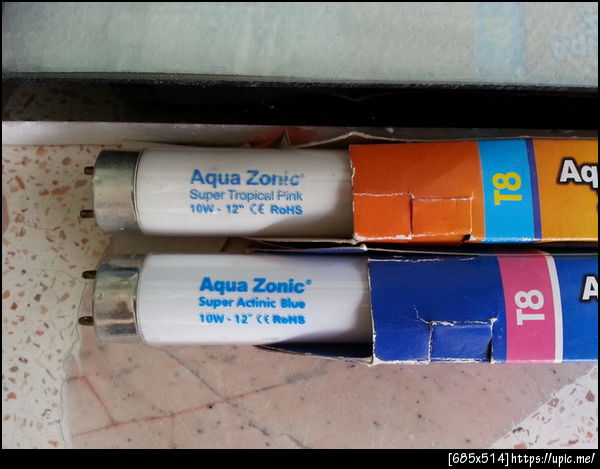 Aqua Zonic®
Super Tropical Pink
10W - 12" CE RoHS
T8
Aq
Aqua Zonic®
Super Actinic Blue
10W - 12" CE RoHS
T8
A
[685x514]https://upic.me/